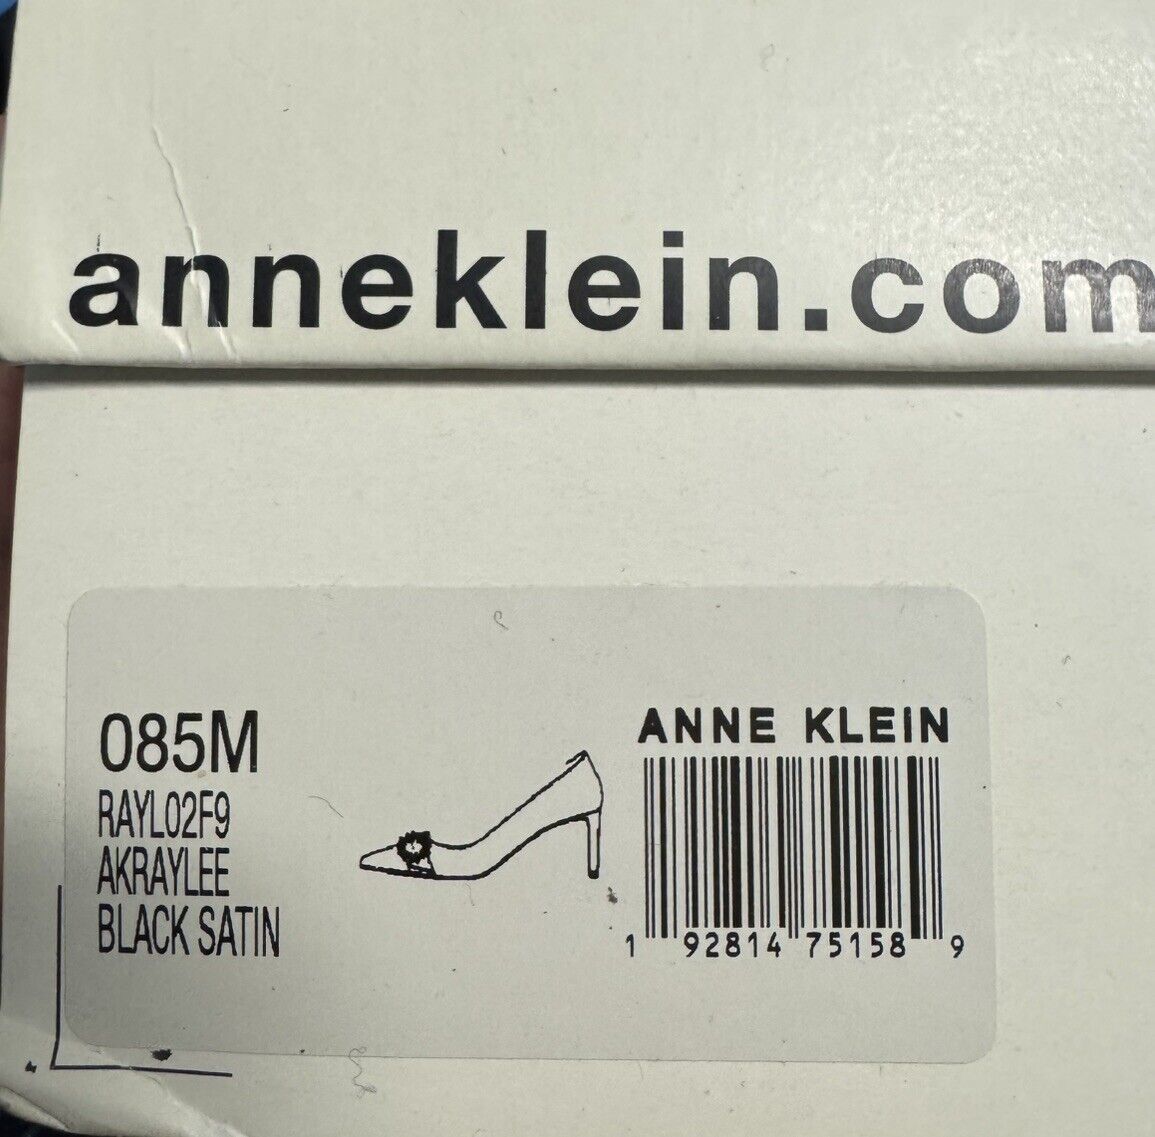 anneklein.com
085M
RAYL02F9
AKRAYLEE
BLACK SATIN
ANNE KLEIN
1 92814 75158 9